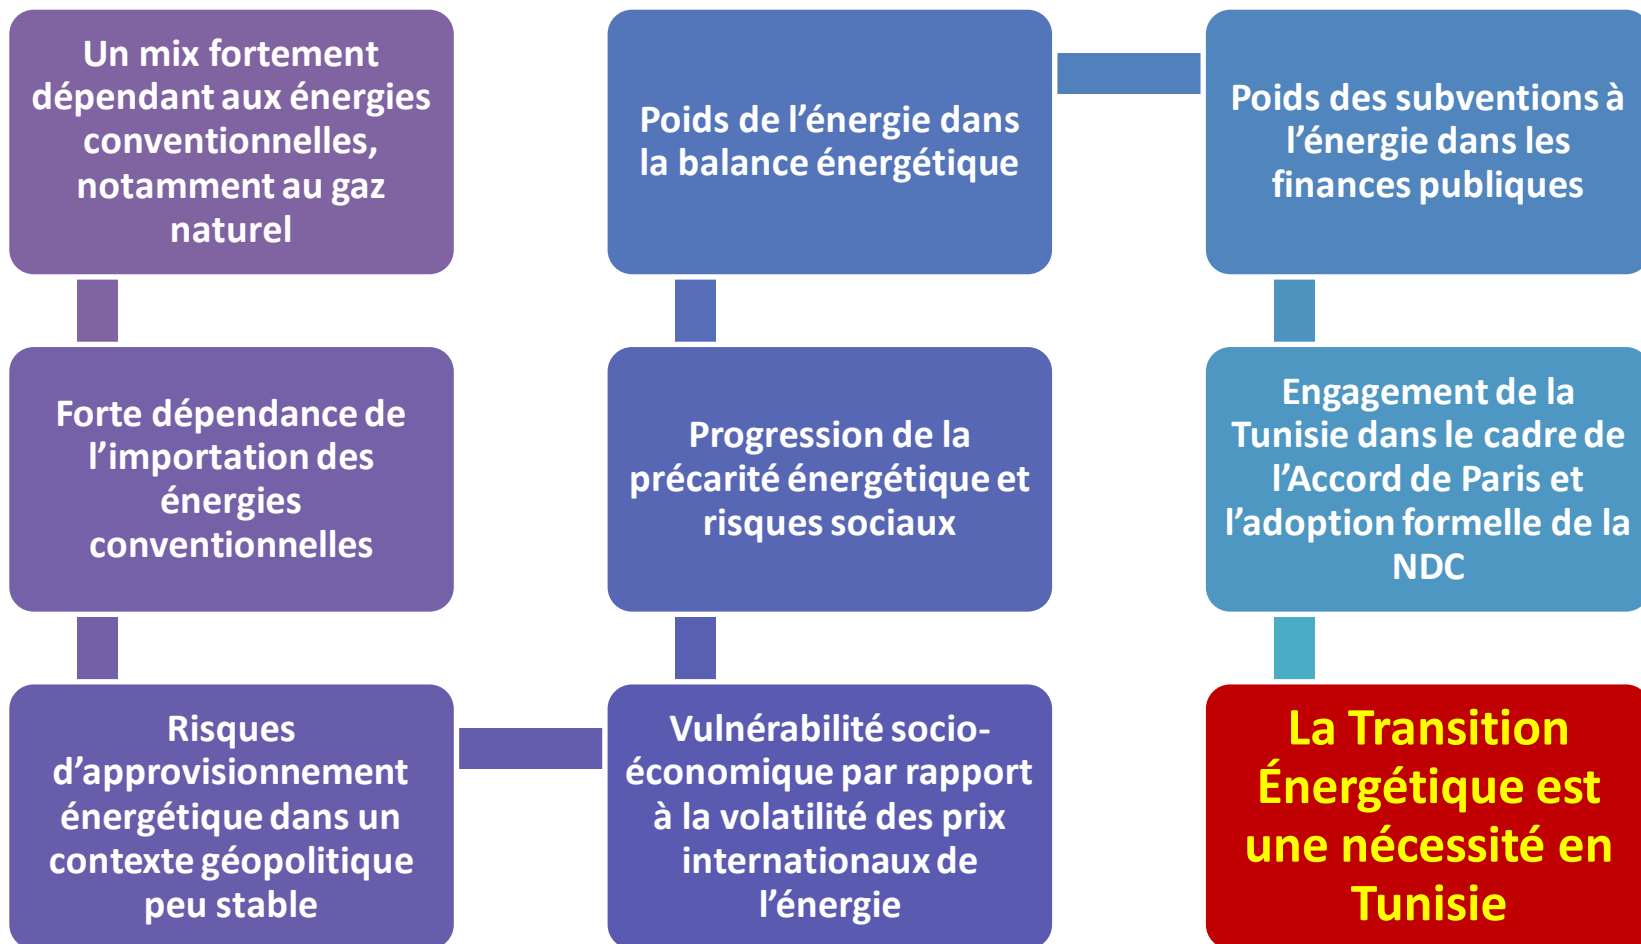 Un mix fortement
dépendant aux énergies
conventionnelles,
notamment au gaz
naturel
Forte dépendance de
l’importation des
énergies
conventionnelles
Risques
d’approvisionnement
énergétique dans un
contexte géopolitique
peu stable
Vulnérabilité socio-
économique par rapport
à la volatilité des prix
internationaux de
l’énergie
Progression de la
précarité énergétique et
risques sociaux
Poids de l’énergie dans
la balance énergétique
Poids des subventions à
l’énergie dans les
finances publiques
Engagement de la
Tunisie dans le cadre de
l’Accord de Paris et
l’adoption formelle de la
NDC
La Transition
Énergétique est
une nécessité en
Tunisie